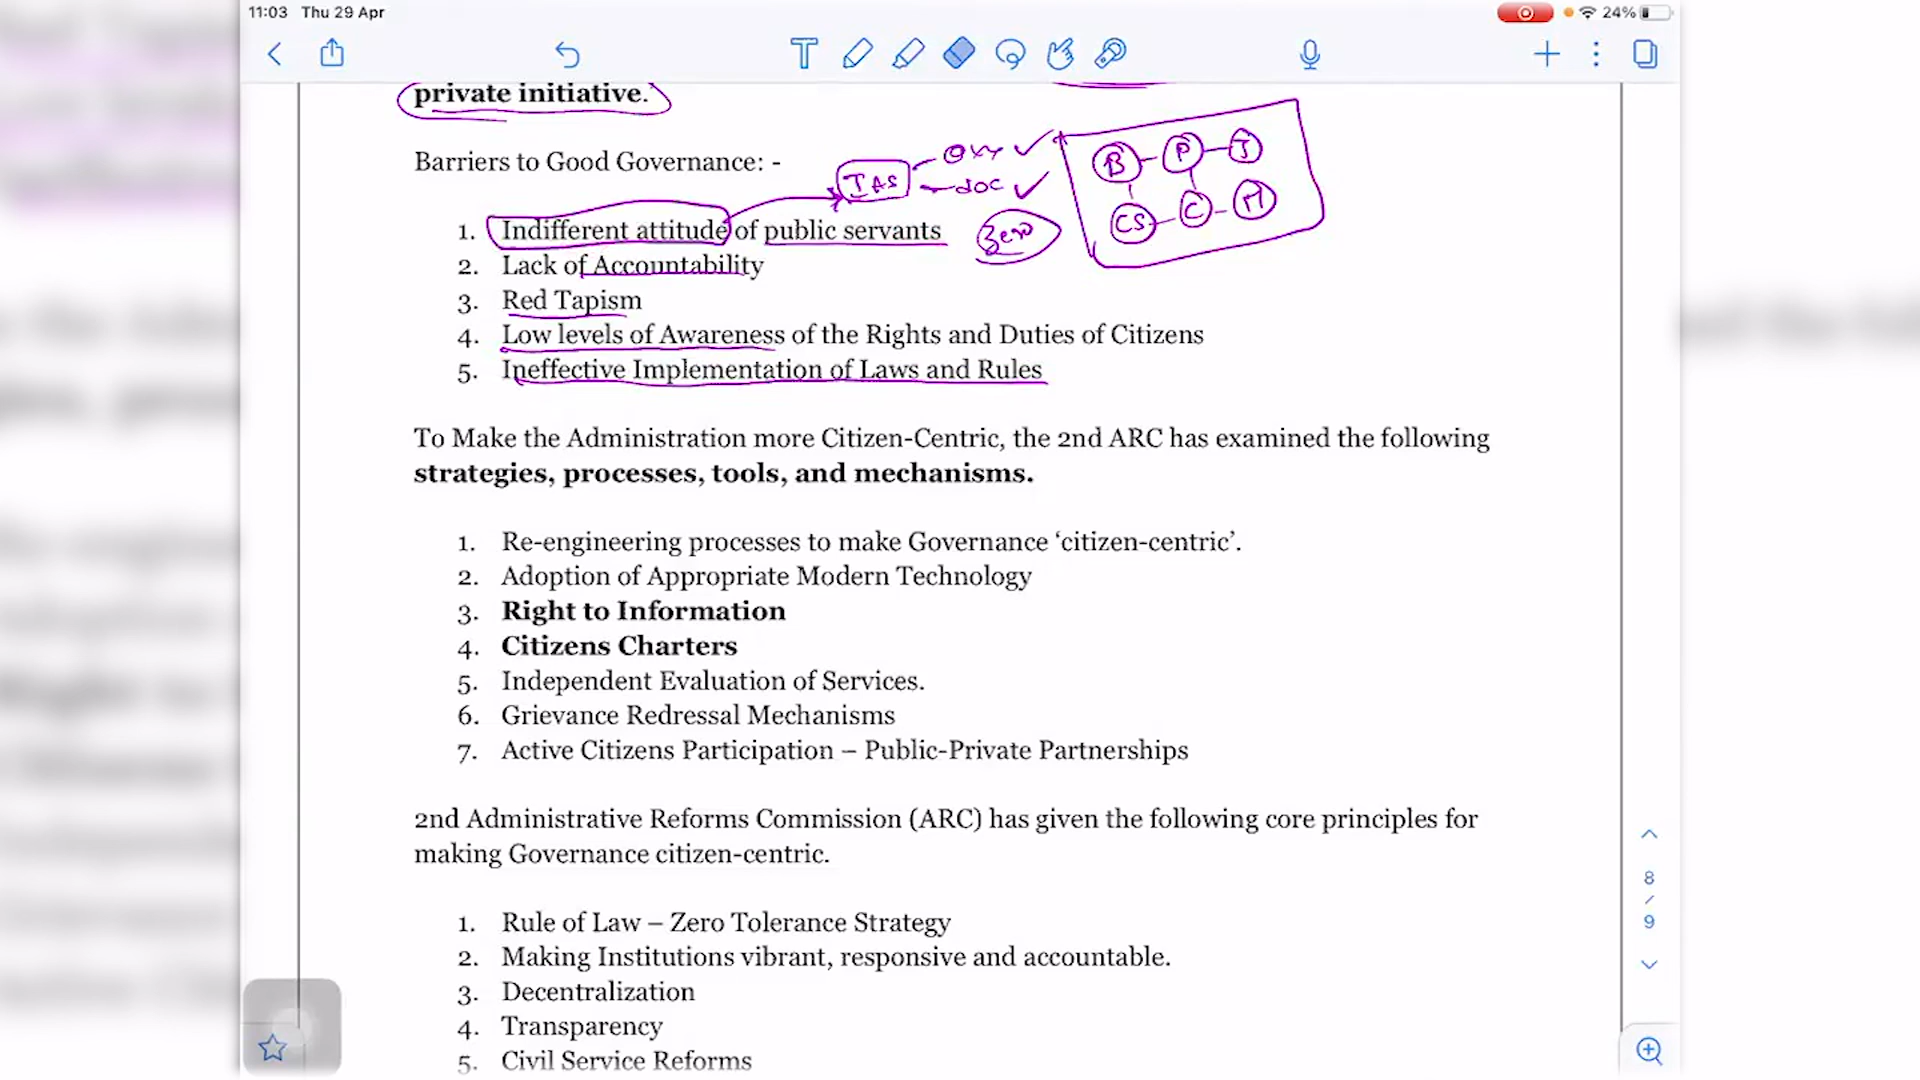 11:03 Thu 29 Apr
24%
private initiative.
Barriers to Good Governance: -
IAS
oxy
doc
B P J
CS C M
Zero
1. Indifferent attitude of public servants
2. Lack of Accountability
3. Red Tapism
4. Low levels of Awareness of the Rights and Duties of Citizens
5. Ineffective Implementation of Laws and Rules
To Make the Administration more Citizen-Centric, the 2nd ARC has examined the following
strategies, processes, tools, and mechanisms.
1. Re-engineering processes to make Governance ‘citizen-centric’.
2. Adoption of Appropriate Modern Technology
3. Right to Information
4. Citizens Charters
5. Independent Evaluation of Services.
6. Grievance Redressal Mechanisms
7. Active Citizens Participation – Public-Private Partnerships
2nd Administrative Reforms Commission (ARC) has given the following core principles for
making Governance citizen-centric.
1. Rule of Law – Zero Tolerance Strategy
2. Making Institutions vibrant, responsive and accountable.
3. Decentralization
4. Transparency
5. Civil Service Reforms
8
/
9